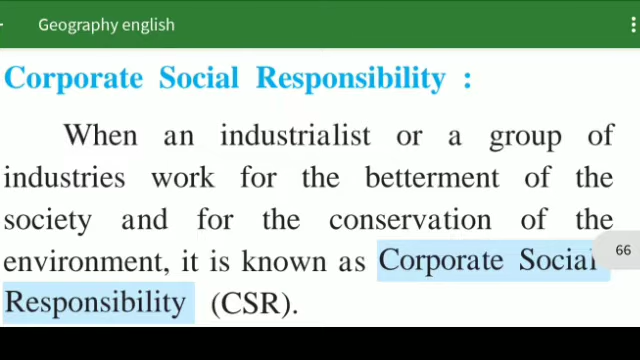 Geography english
Corporate Social Responsibility :
When an industrialist or a group of
industries work for the betterment of the
society and for the conservation of the
environment, it is known as Corporate Social
Responsibility (CSR).
66